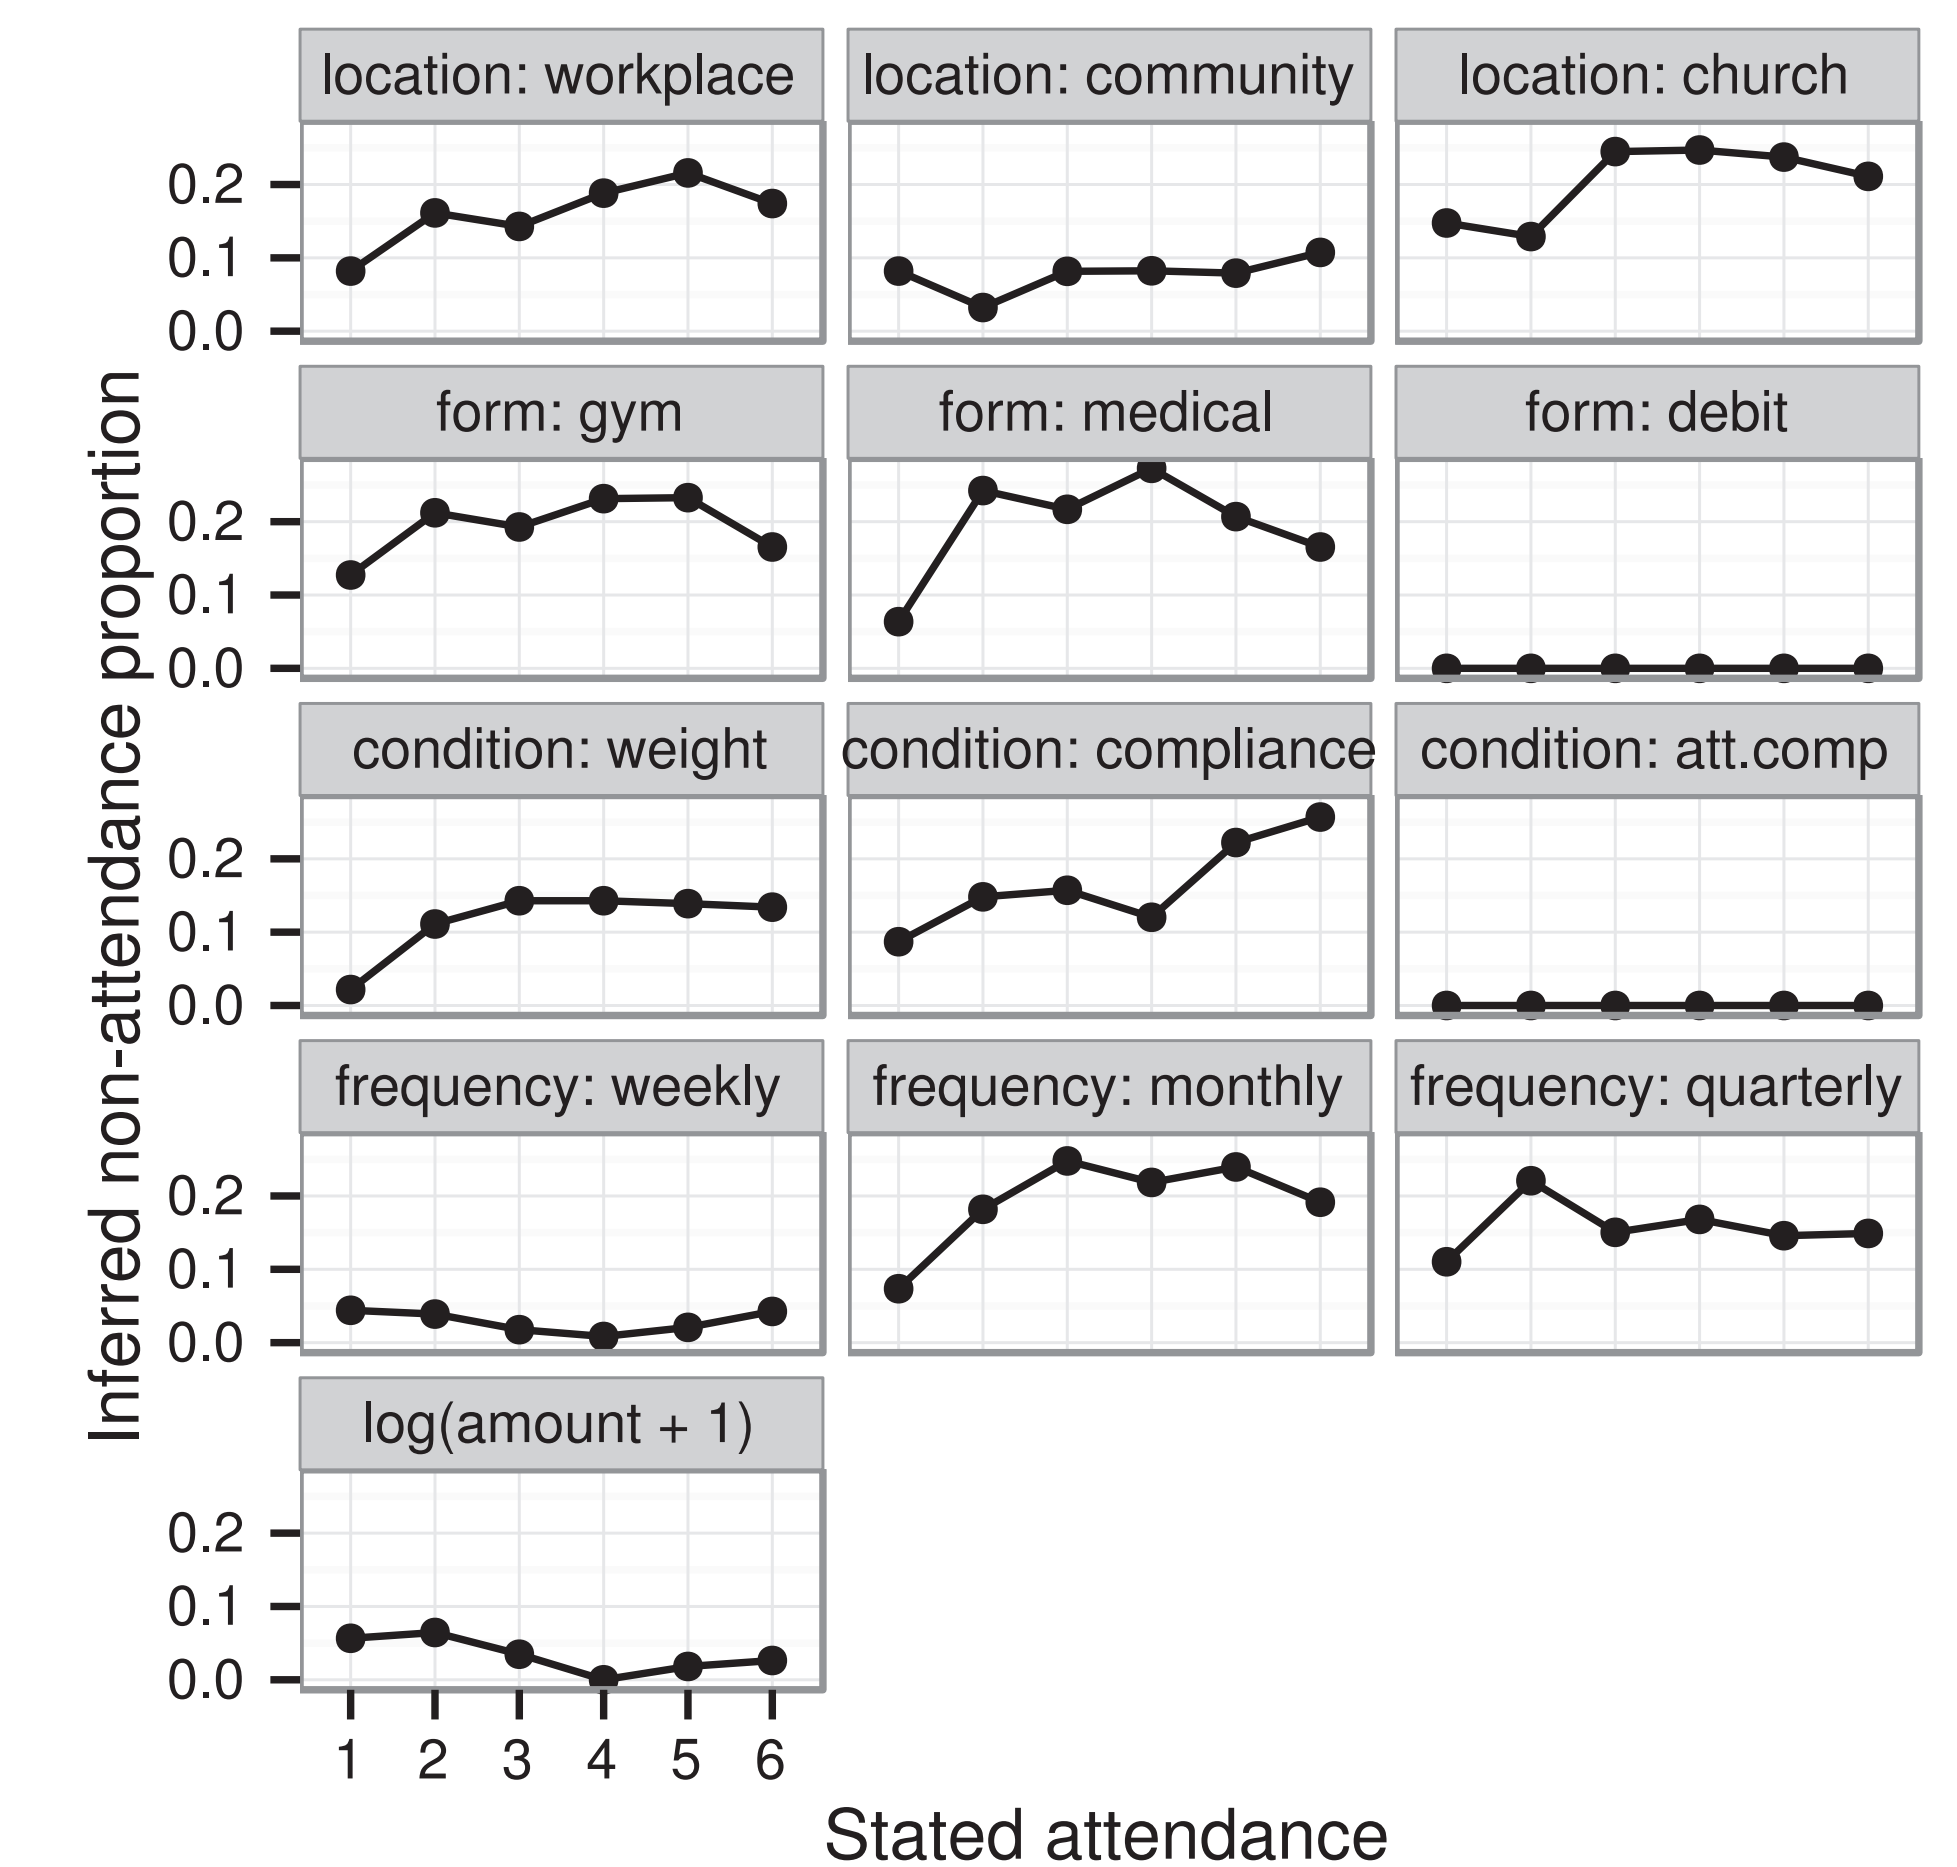 location: workplace
location: community
location: church
0.2
0.1
0.0
form: gym
form: medical
form: debit
0.2
0.1
0.0
condition: weight
condition: compliance
condition: att.comp
0.2
0.1
0.0
frequency: weekly
frequency: monthly
frequency: quarterly
0.2
0.1
0.0
log(amount + 1)
0.2
0.1
0.0
1 2 3 4 5 6
Stated attendance
Inferred non-attendance proportion